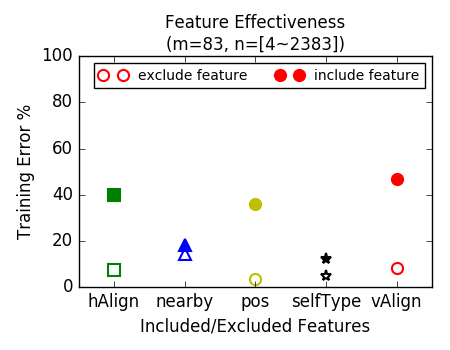 Feature Effectiveness
(m=83, n=[4~2383])
exclude feature include feature
Training Error %
100
80
60
40
20
0
hAlign nearby pos selfType vAlign
Included/Excluded Features